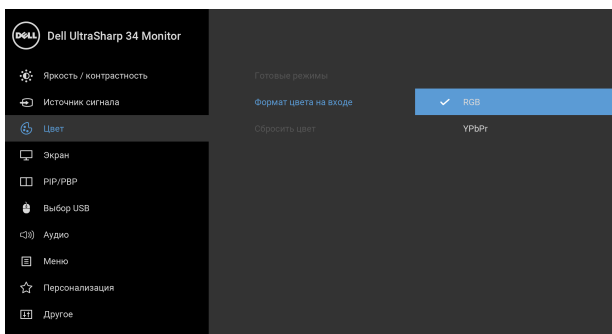 DELL
Dell UltraSharp 34 Monitor
Яркость / контрастность
Готовые режимы
Источник сигнала
Формат цвета на входе
RGB
Цвет
Сбросить цвет
YPbPr
Экран
PIP/PBP
Выбор USB
Аудио
Меню
Персонализация
Другое